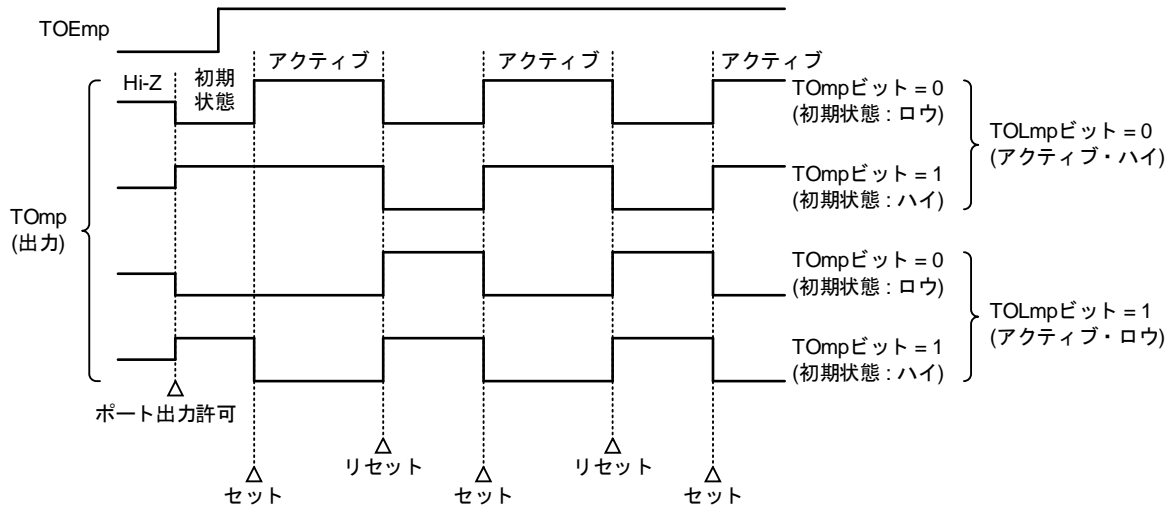 TOEmp
Hi-Z
初期
状態
アクティブ
アクティブ
アクティブ
TOmpビット = 0
(初期状態 : ロウ)
TOLmpビット = 0
(アクティブ・ハイ)
TOmpビット = 1
(初期状態 : ハイ)
TOmp
(出力)
TOmpビット = 0
(初期状態 : ロウ)
TOLmpビット = 1
(アクティブ・ロウ)
TOmpビット = 1
(初期状態 : ハイ)
ポート出力許可
リセット
リセット
セット
セット
セット